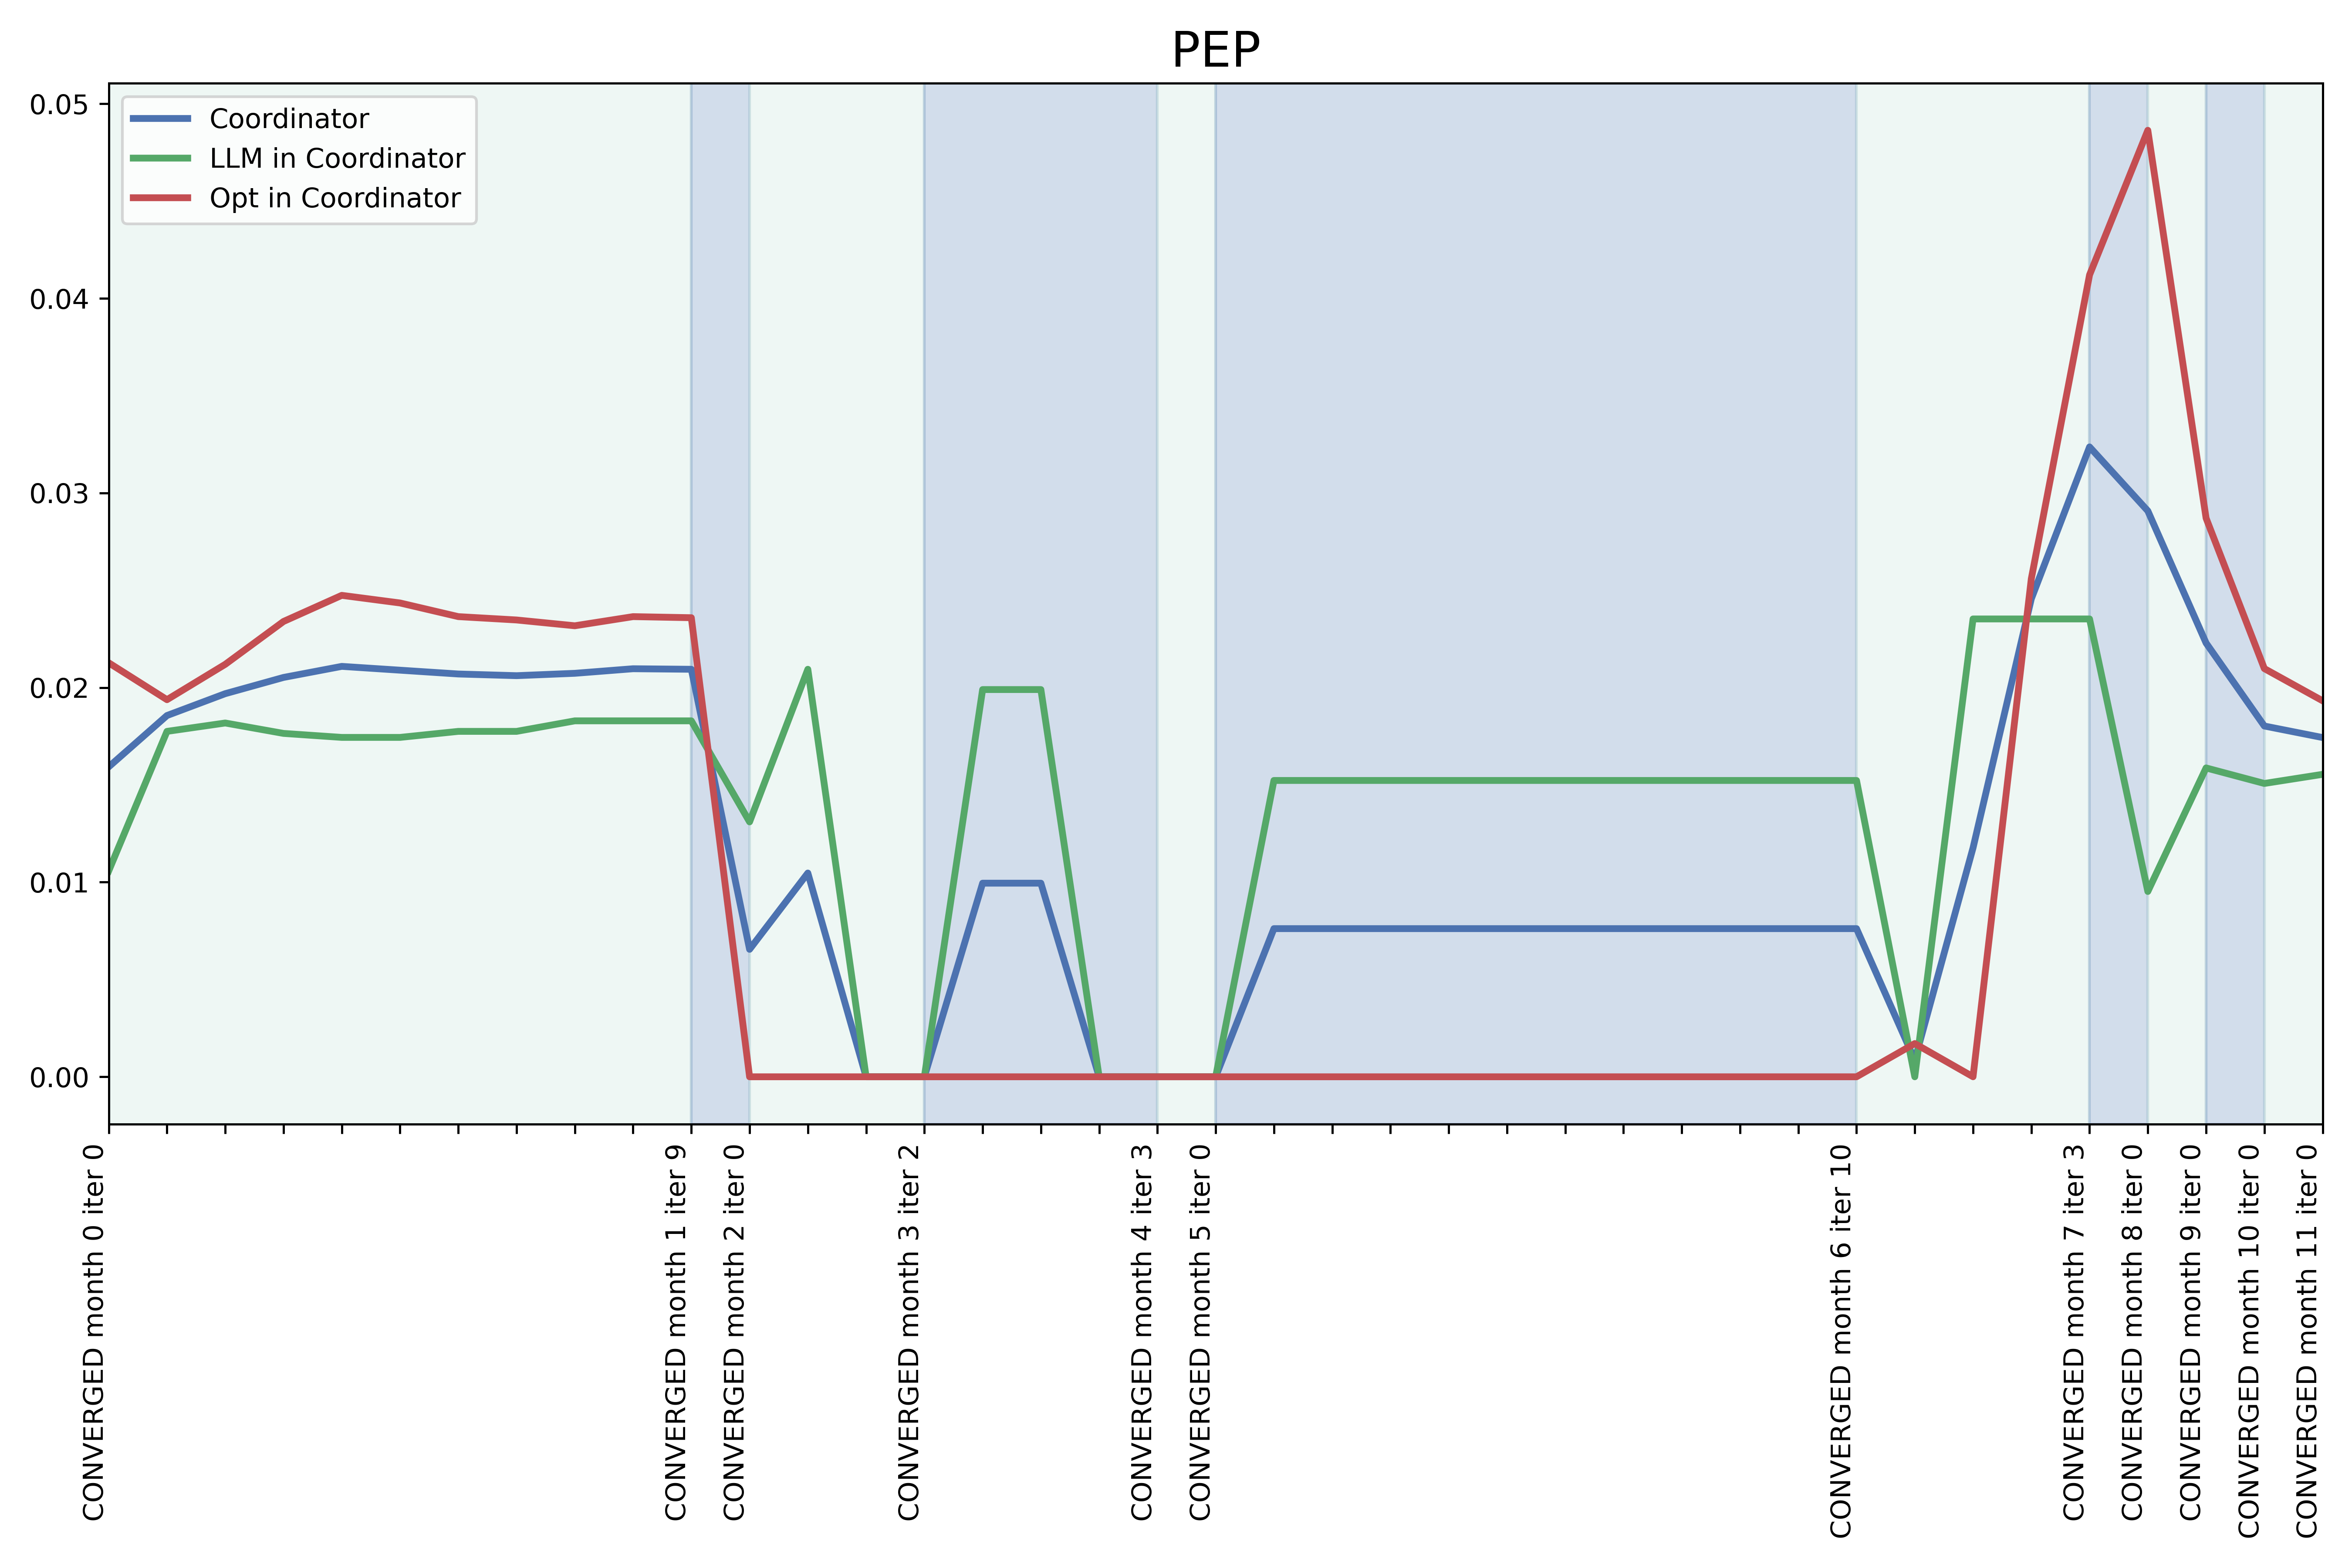 PEP
Coordinator
LLM in Coordinator
Opt in Coordinator
0.05
0.04
0.03
0.02
0.01
0.00
CONVERGED month 0 iter 0
CONVERGED month 1 iter 9
CONVERGED month 2 iter 0
CONVERGED month 3 iter 2
CONVERGED month 4 iter 3
CONVERGED month 5 iter 0
CONVERGED month 6 iter 10
CONVERGED month 7 iter 3
CONVERGED month 8 iter 0
CONVERGED month 9 iter 0
CONVERGED month 10 iter 0
CONVERGED month 11 iter 0